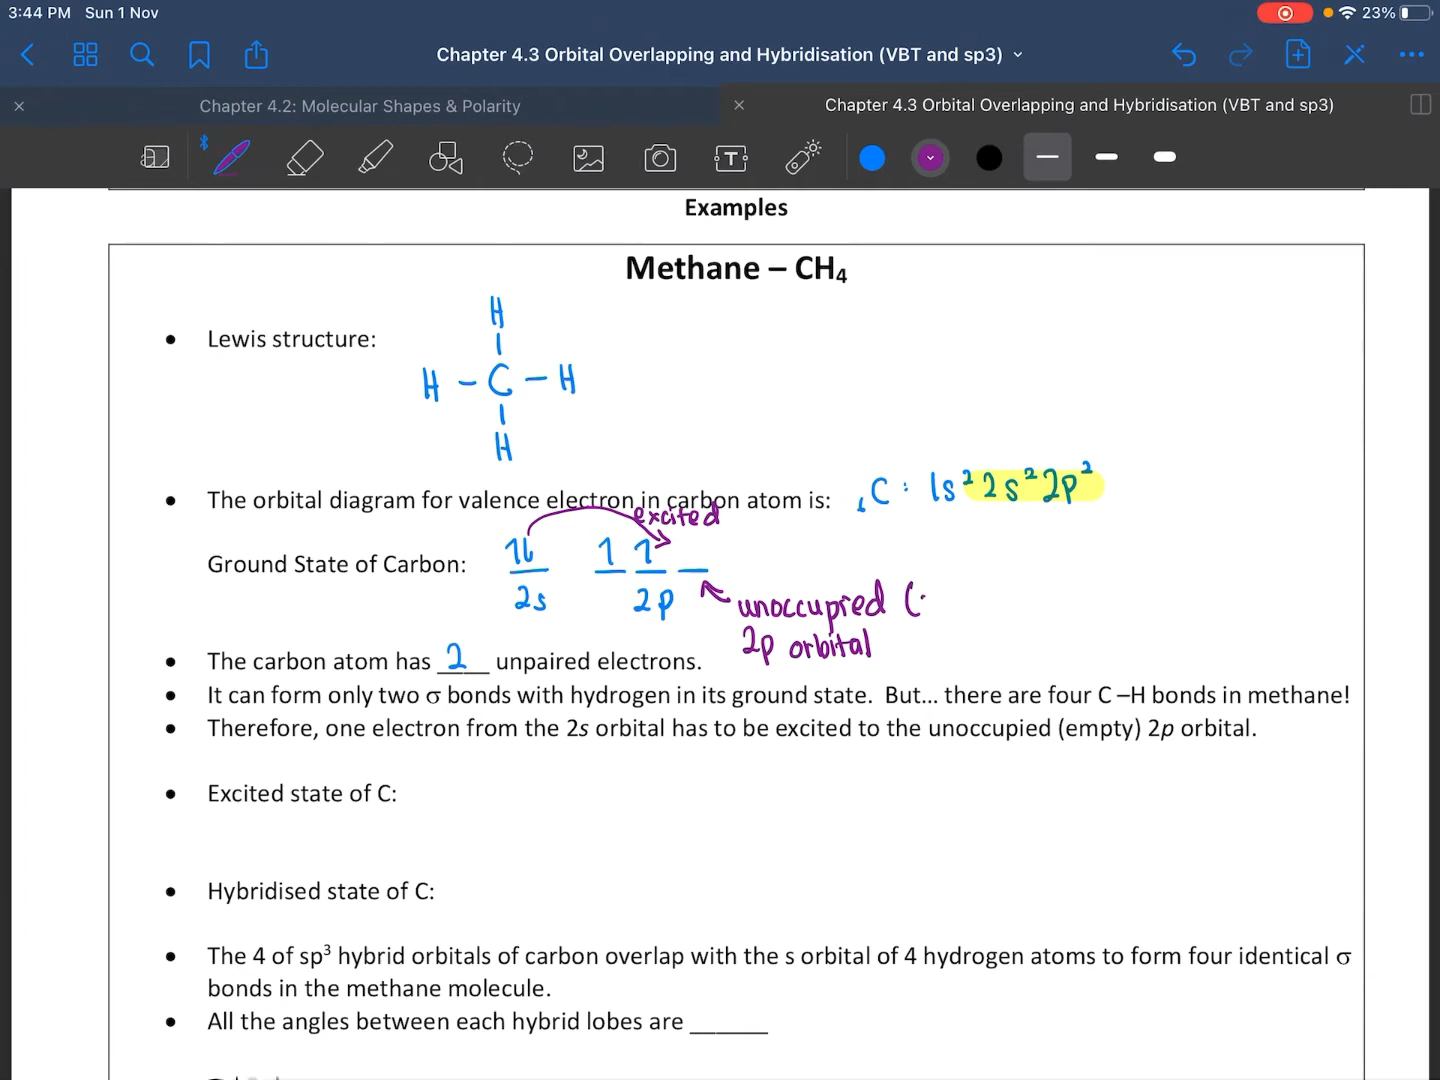 3:44 PM Sun 1 Nov
23%
Chapter 4.3 Orbital Overlapping and Hybridisation (VBT and sp3)
Chapter 4.2: Molecular Shapes & Polarity
Chapter 4.3 Orbital Overlapping and Hybridisation (VBT and sp3)
T
Examples
Methane – CH₄
H
• Lewis structure:
H – C – H
H
• The orbital diagram for valence electron in carbon atom is: ₆C : 1s² 2s² 2p²
excited
Ground State of Carbon: 1l 1 1
2s 2p unoccupied (
2p orbital
• The carbon atom has 2 unpaired electrons.
• It can form only two σ bonds with hydrogen in its ground state. But... there are four C –H bonds in methane!
• Therefore, one electron from the 2s orbital has to be excited to the unoccupied (empty) 2p orbital.
• Excited state of C:
• Hybridised state of C:
• The 4 of sp³ hybrid orbitals of carbon overlap with the s orbital of 4 hydrogen atoms to form four identical σ
bonds in the methane molecule.
• All the angles between each hybrid lobes are ______